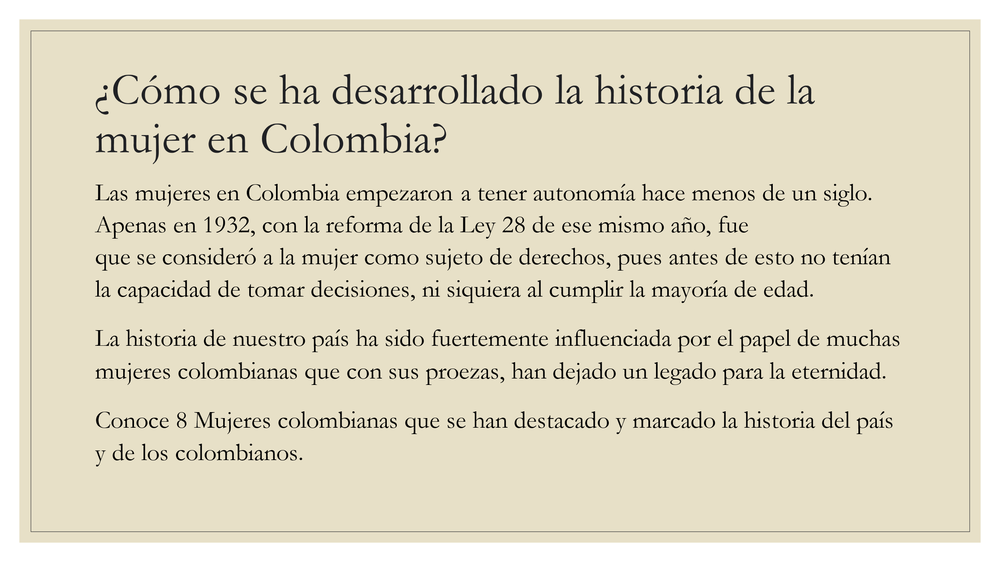 ¿Cómo se ha desarrollado la historia de la
mujer en Colombia?
Las mujeres en Colombia empezaron a tener autonomía hace menos de un siglo.
Apenas en 1932, con la reforma de la Ley 28 de ese mismo año, fue
que se consideró a la mujer como sujeto de derechos, pues antes de esto no tenían
la capacidad de tomar decisiones, ni siquiera al cumplir la mayoría de edad.
La historia de nuestro país ha sido fuertemente influenciada por el papel de muchas
mujeres colombianas que con sus proezas, han dejado un legado para la eternidad.
Conoce 8 Mujeres colombianas que se han destacado y marcado la historia del país
y de los colombianos.